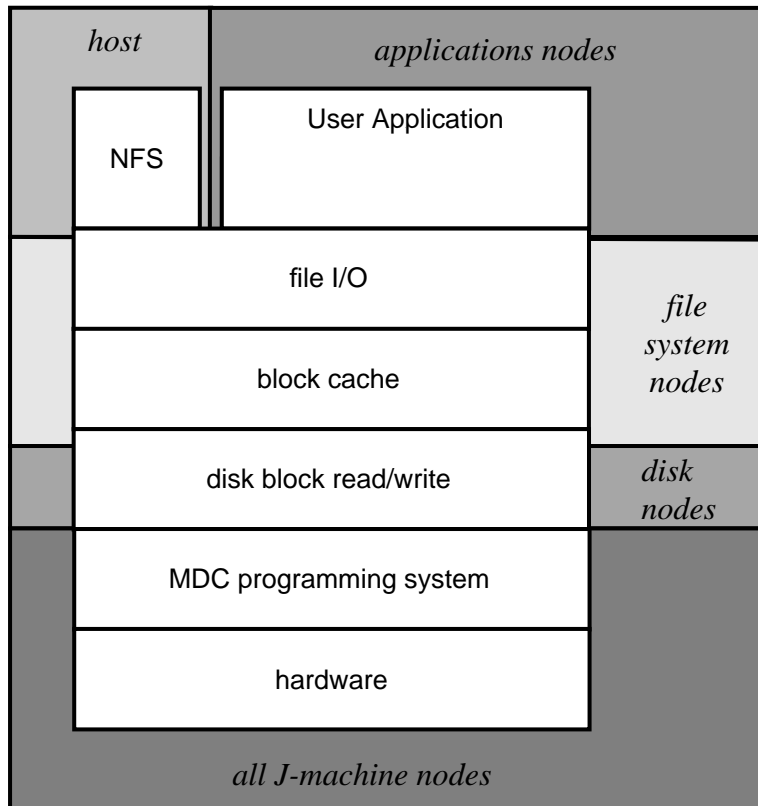 host
applications nodes
User Application
NFS
file I/O
file
system
nodes
block cache
disk block read/write
disk
nodes
MDC programming system
hardware
all J-machine nodes